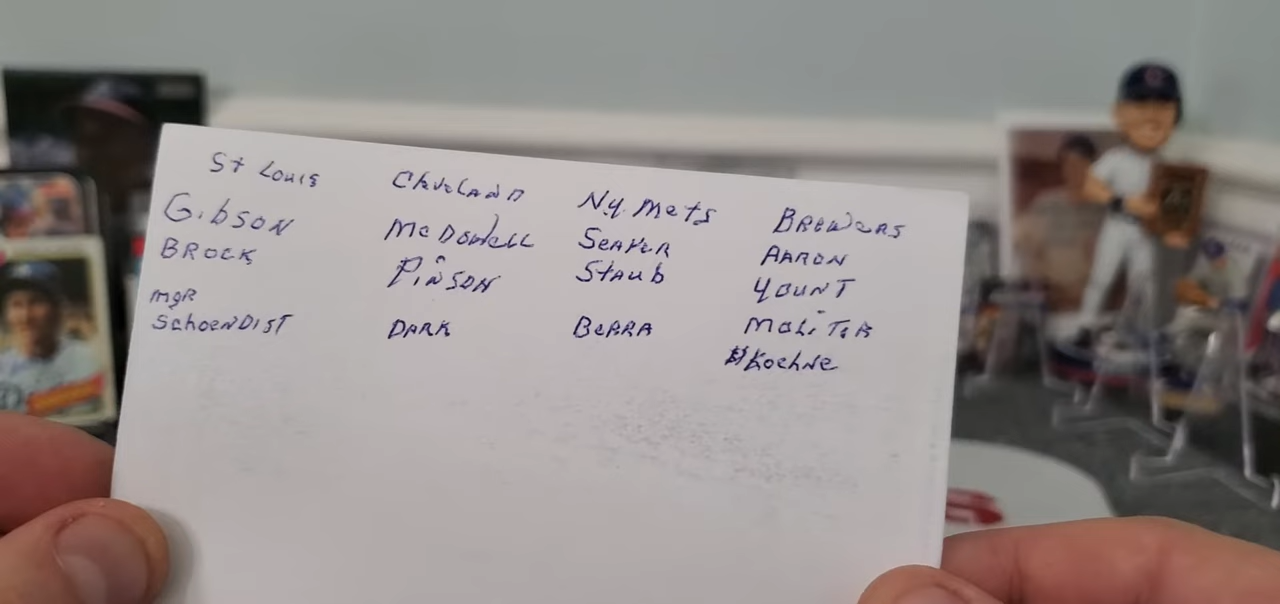 St Louis
Gibson
BROCK
MgR
SchoenDist
Cleveland
McDowell
Pinson
DARK
Ny. Mets
SeaVeR
Staub
BeRRA
BReweRS
AARON
YOUNT
MoliTeR
Koehne